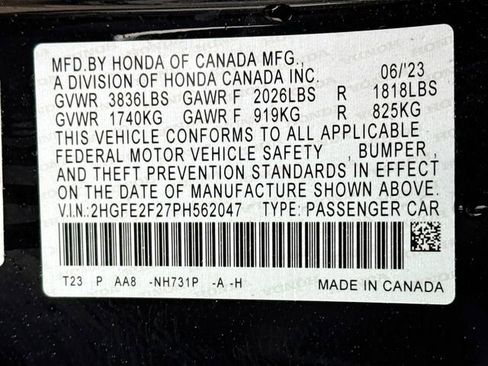 MFD.BY HONDA OF CANADA MFG.,
A DIVISION OF HONDA CANADA INC. 06/'23
GVWR 3836LBS GAWR F 2026LBS R 1818LBS
GVWR 1740KG GAWR F 919KG R 825KG
THIS VEHICLE CONFORMS TO ALL APPLICABLE
FEDERAL MOTOR VEHICLE SAFETY , BUMPER,
AND THEFT PREVENTION STANDARDS IN EFFECT
ON THE DATE OF MANUFACTURE SHOWN ABOVE.
V.I.N.: 2HGFE2F27PH562047 TYPE: PASSENGER CAR
T23 P AA8 -NH731P -A -H MADE IN CANADA